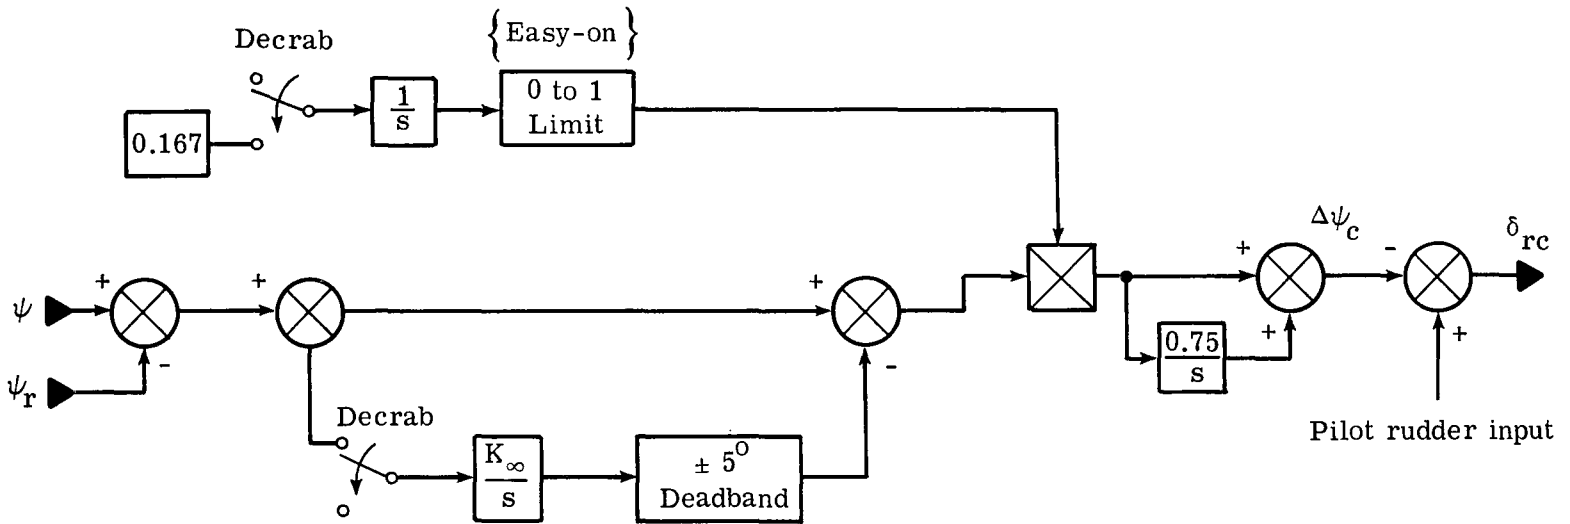 Decrab
{Easy-on}
0.167
1
s
0 to 1
Limit
ψ
+
-
ψr
+
+
-
Decrab
K∞
s
± 5°
Deadband
+
+
0.75
s
Δψc
-
+
δrc
Pilot rudder input